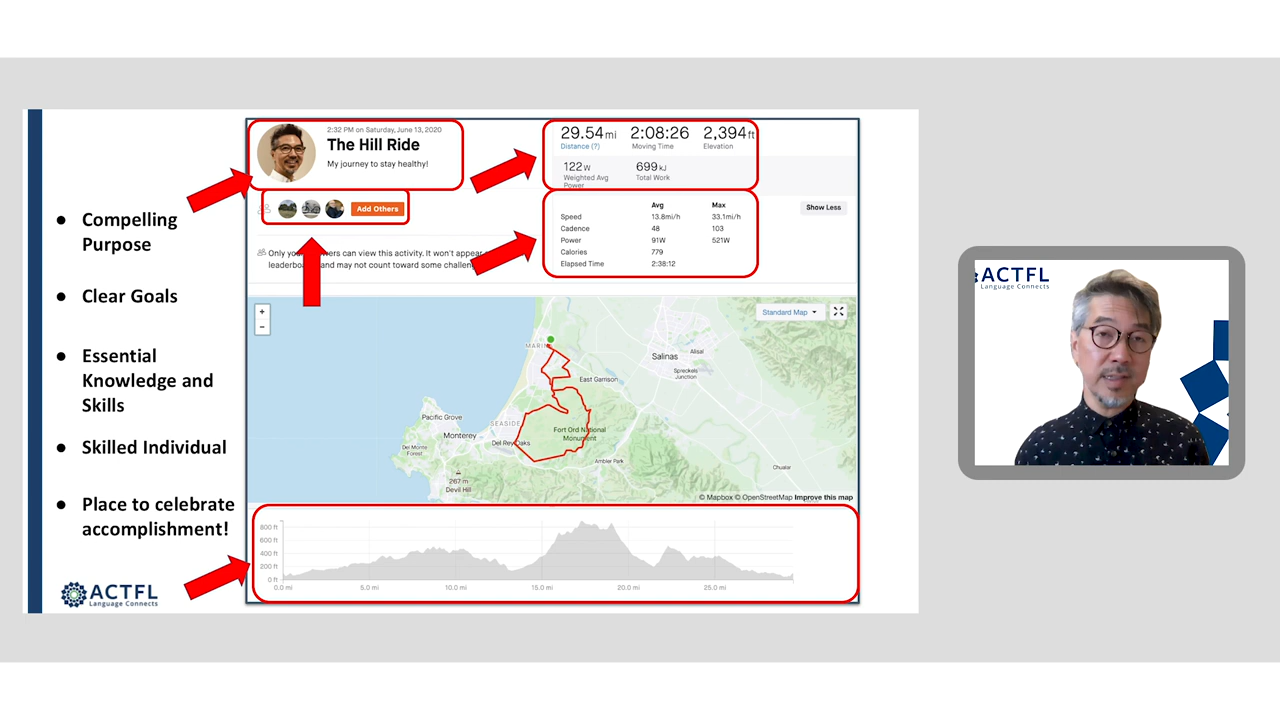 Compelling
Purpose
Clear Goals
Essential
Knowledge and
Skills
Skilled Individual
Place to celebrate
accomplishment!
ACTFL
Language Connects
2:32 PM on Saturday, June 13, 2020
The Hill Ride
My journey to stay healthy!
Add Others
Only your can view this activity. It won't appear
and may not count toward some
29.54mi 2:08:26 2,394ft
Distance (?) Moving Time Elevation
122W 699kJ
Weighted Avg Total Work
Power
Avg Max
Speed 13.8mi/h 33.1mi/h
Cadence 48 103
Power 91W 521W
Calories 779
Elapsed Time 2:38:12
Show Less
+
−
Standard Map
Salinas
Alisal
Spreckels
Junction
East Garrison
Pacific Grove
SEASIDE
Monterey
Del Rey Oaks
Fort Ord National
Monument
Del Monte
Forest
Ambler Park
Chualar
267 m
Devil Hill
© Mapbox © OpenStreetMap Improve this map
800 ft
600 ft
400 ft
200 ft
0 ft
0.0 mi 5.0 mi 10.0 mi 15.0 mi 20.0 mi 25.0 mi
ACTFL
Language Connects